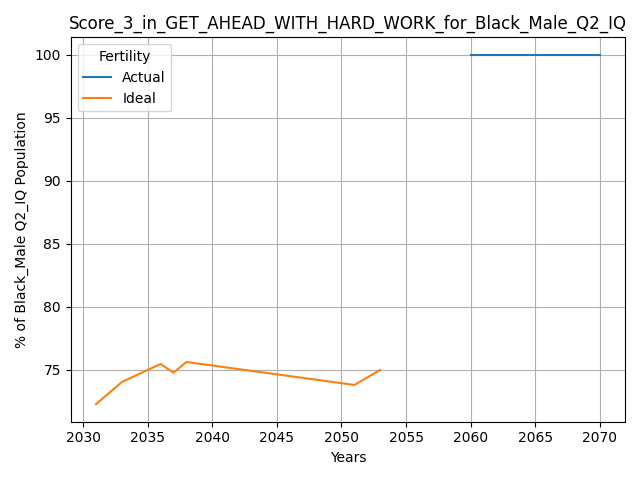 Score_3_in_GET_AHEAD_WITH_HARD_WORK_for_Black_Male_Q2_IQ
Fertility
Actual
Ideal
100
95
90
85
80
75
% of Black_Male Q2_IQ Population
2030 2035 2040 2045 2050 2055 2060 2065 2070
Years